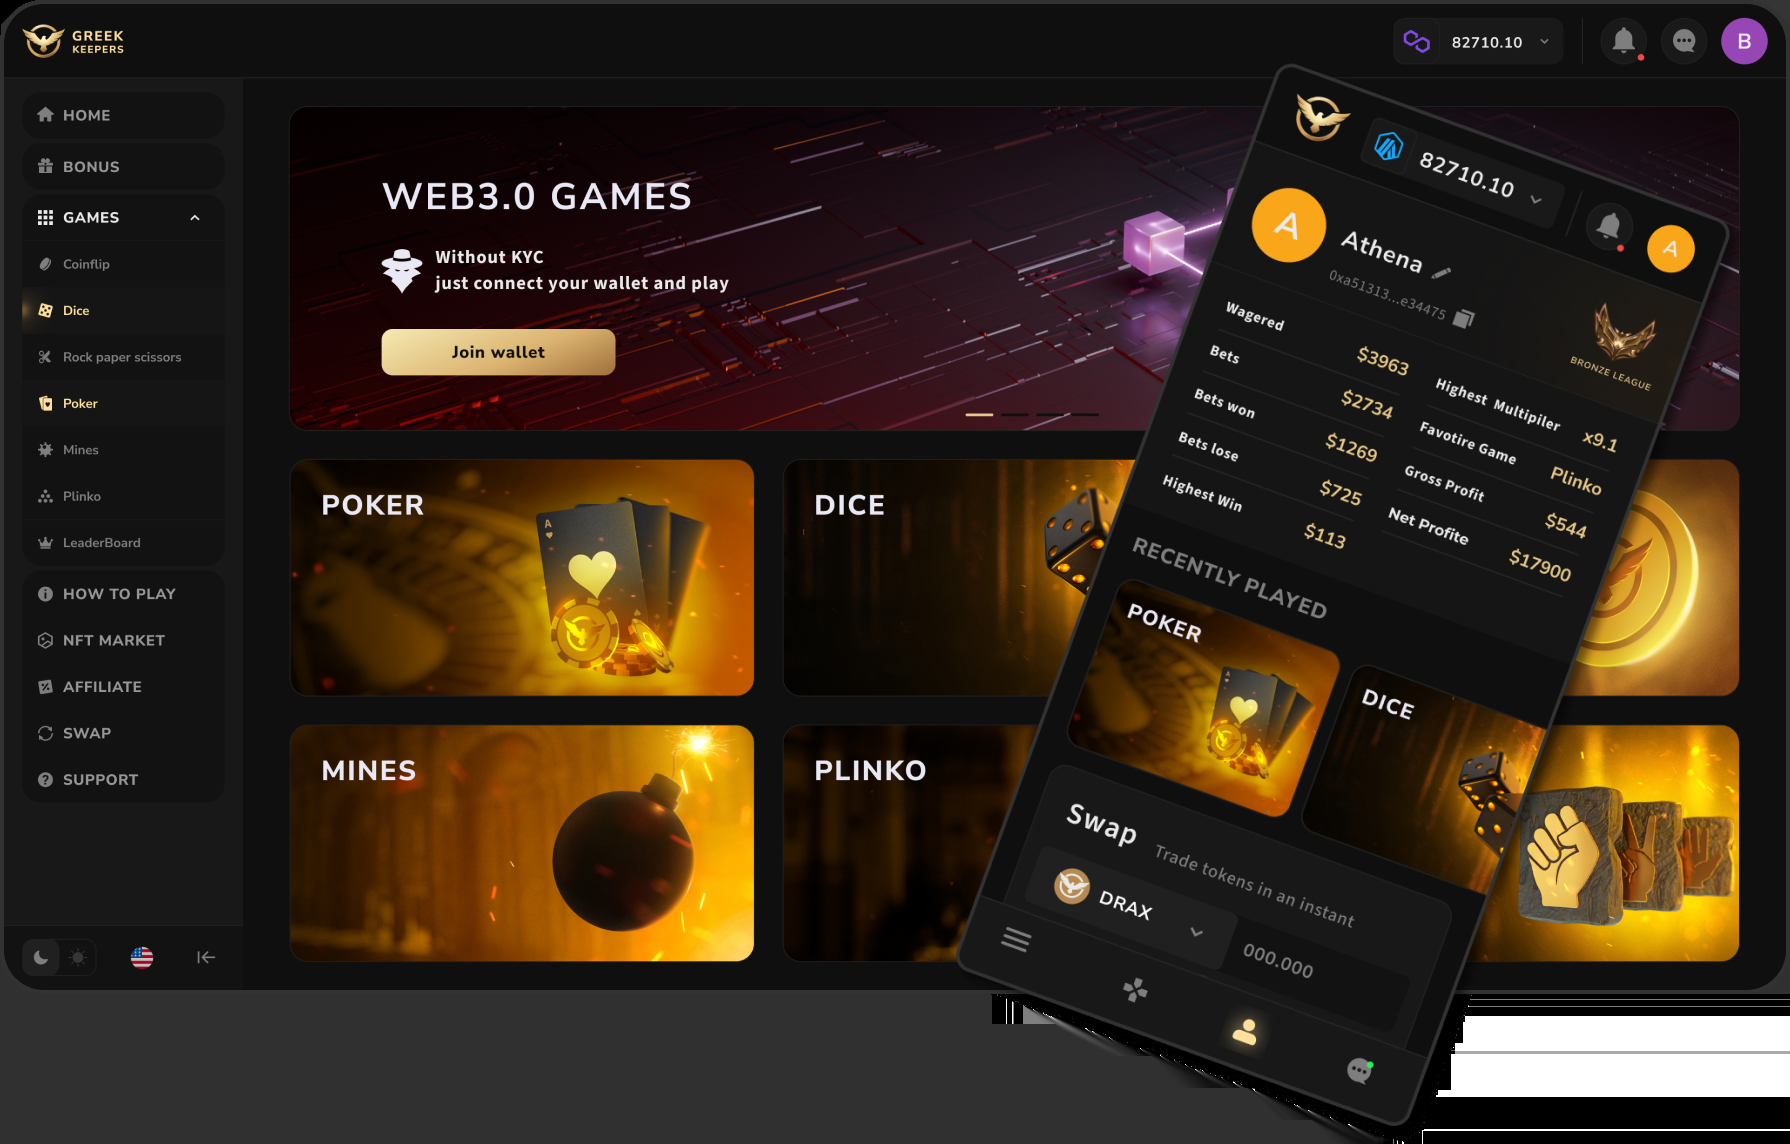 GREEK
KEEPERS
82710.10
B
HOME
BONUS
GAMES
Coinflip
Dice
Rock paper scissors
Poker
Mines
Plinko
LeaderBoard
HOW TO PLAY
NFT MARKET
AFFILIATE
SWAP
SUPPORT
WEB3.0 GAMES
Without KYC
just connect your wallet and play
Join wallet
POKER
A
DICE
MINES
PLINKO
82710.10
A
A
Athena
0xa51313...e34475
BRONZE LEAGUE
Wagered $3963
Bets $2734
Bets won $1269
Bets lose $725
Highest Win $113
Highest Multipiler x9.1
Favotire Game Plinko
Gross Profit $544
Net Profite $17900
RECENTLY PLAYED
POKER
A
DICE
Swap
Trade tokens in an instant
DRAX
000.000